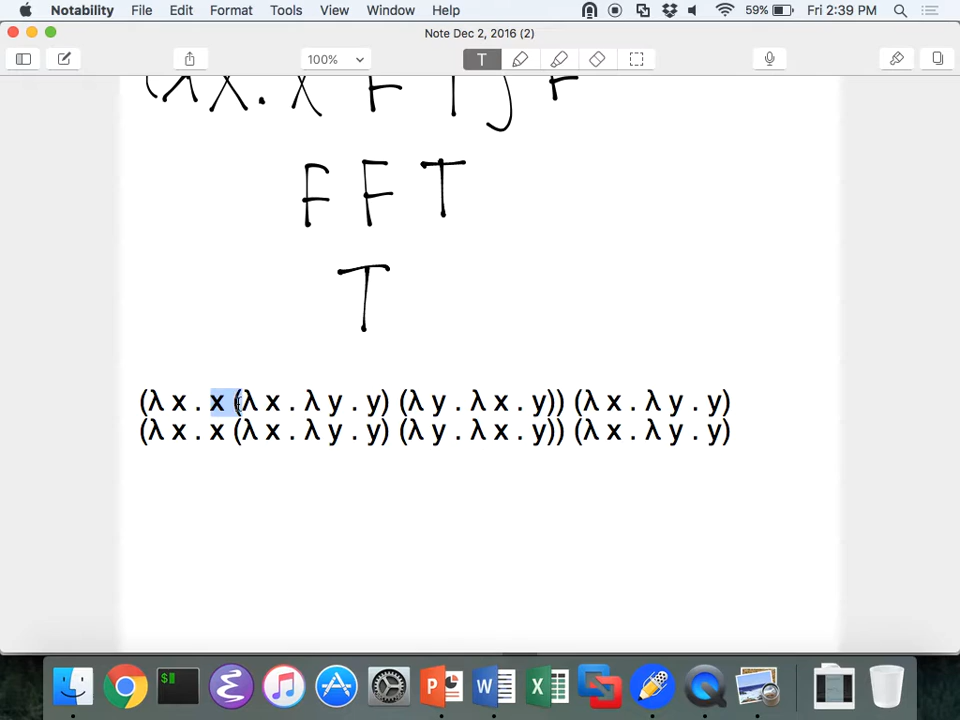 Notability File Edit Format Tools View Window Help 59% Fri 2:39 PM
Note Dec 2, 2016 (2)
100% T
(λx. x F T) F
F F T
T
(λ x . x (λ x . λ y . y) (λ y . λ x . y)) (λ x . λ y . y)
(λ x . x (λ x . λ y . y) (λ y . λ x . y)) (λ x . λ y . y)
$
P W X